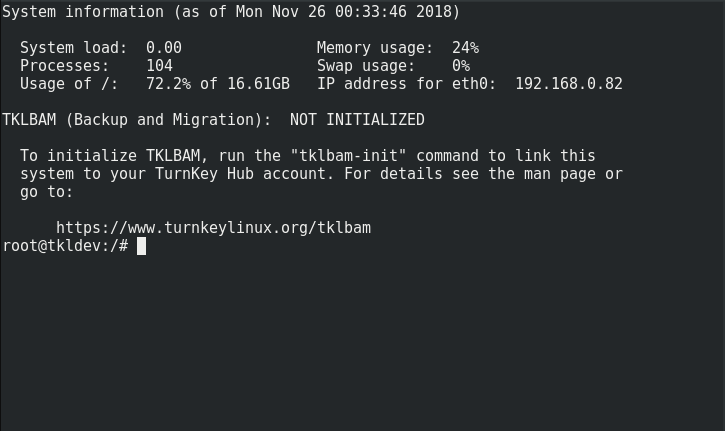 System information (as of Mon Nov 26 00:33:46 2018)
System load:  0.00                Memory usage:  24%
Processes:    104                 Swap usage:    0%
Usage of /:   72.2% of 16.61GB   IP address for eth0:  192.168.0.82
TKLBAM (Backup and Migration):  NOT INITIALIZED
To initialize TKLBAM, run the "tklbam-init" command to link this
system to your TurnKey Hub account. For details see the man page or
go to:
https://www.turnkeylinux.org/tklbam
root@tkldev:/#